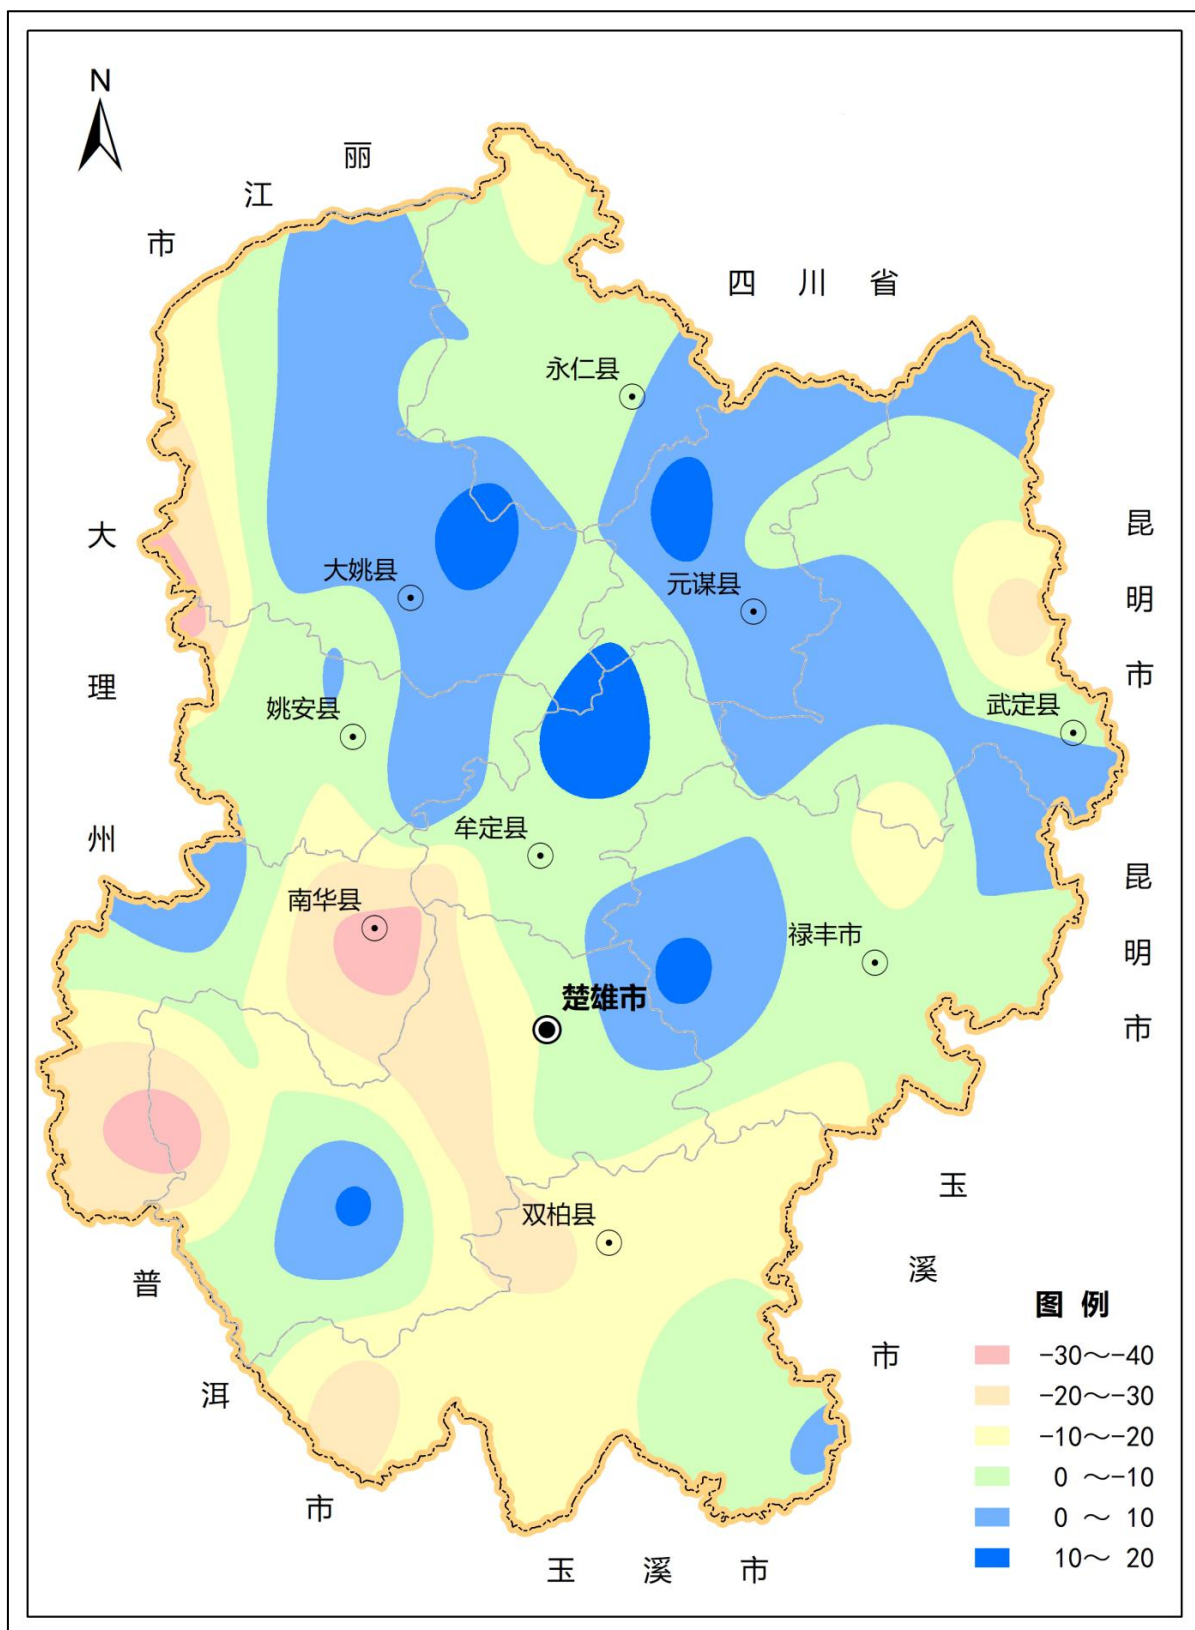 N
丽
江
市
四 川 省
永仁县
大
理
州
昆
明
市
大姚县
元谋县
姚安县
武定县
牟定县
南华县
昆
明
市
禄丰市
楚雄市
双柏县
玉
溪
市
普
洱
市
玉 溪 市
图 例
-30～-40
-20～-30
-10～-20
0 ～-10
0 ～ 10
10～ 20